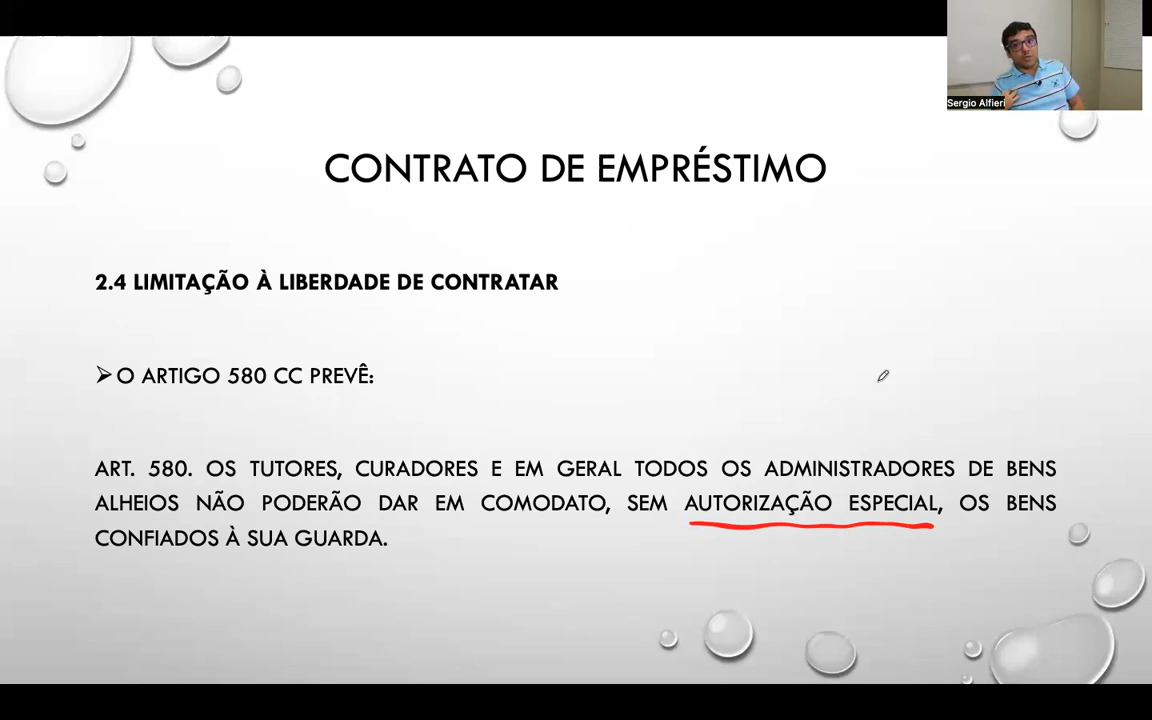 Sergio Alfieri
CONTRATO DE EMPRÉSTIMO
2.4 LIMITAÇÃO À LIBERDADE DE CONTRATAR
➢O ARTIGO 580 CC PREVÊ:
ART. 580. OS TUTORES, CURADORES E EM GERAL TODOS OS ADMINISTRADORES DE BENS
ALHEIOS NÃO PODERÃO DAR EM COMODATO, SEM AUTORIZAÇÃO ESPECIAL, OS BENS
CONFIADOS À SUA GUARDA.